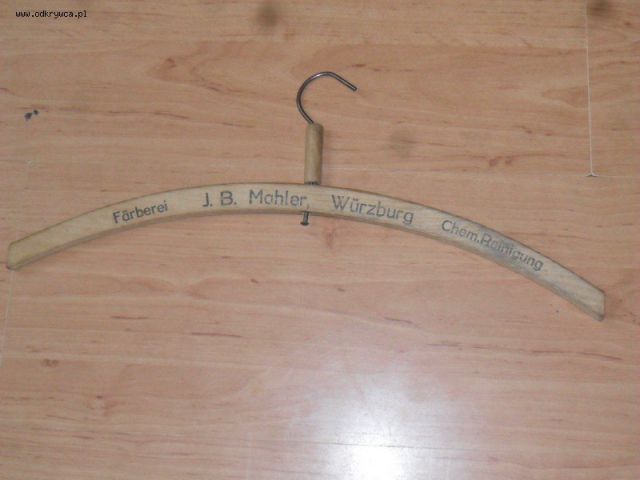 www.odkrywca.pl
Färberei J. B. Mohler, Würzburg Chem.Reinigung